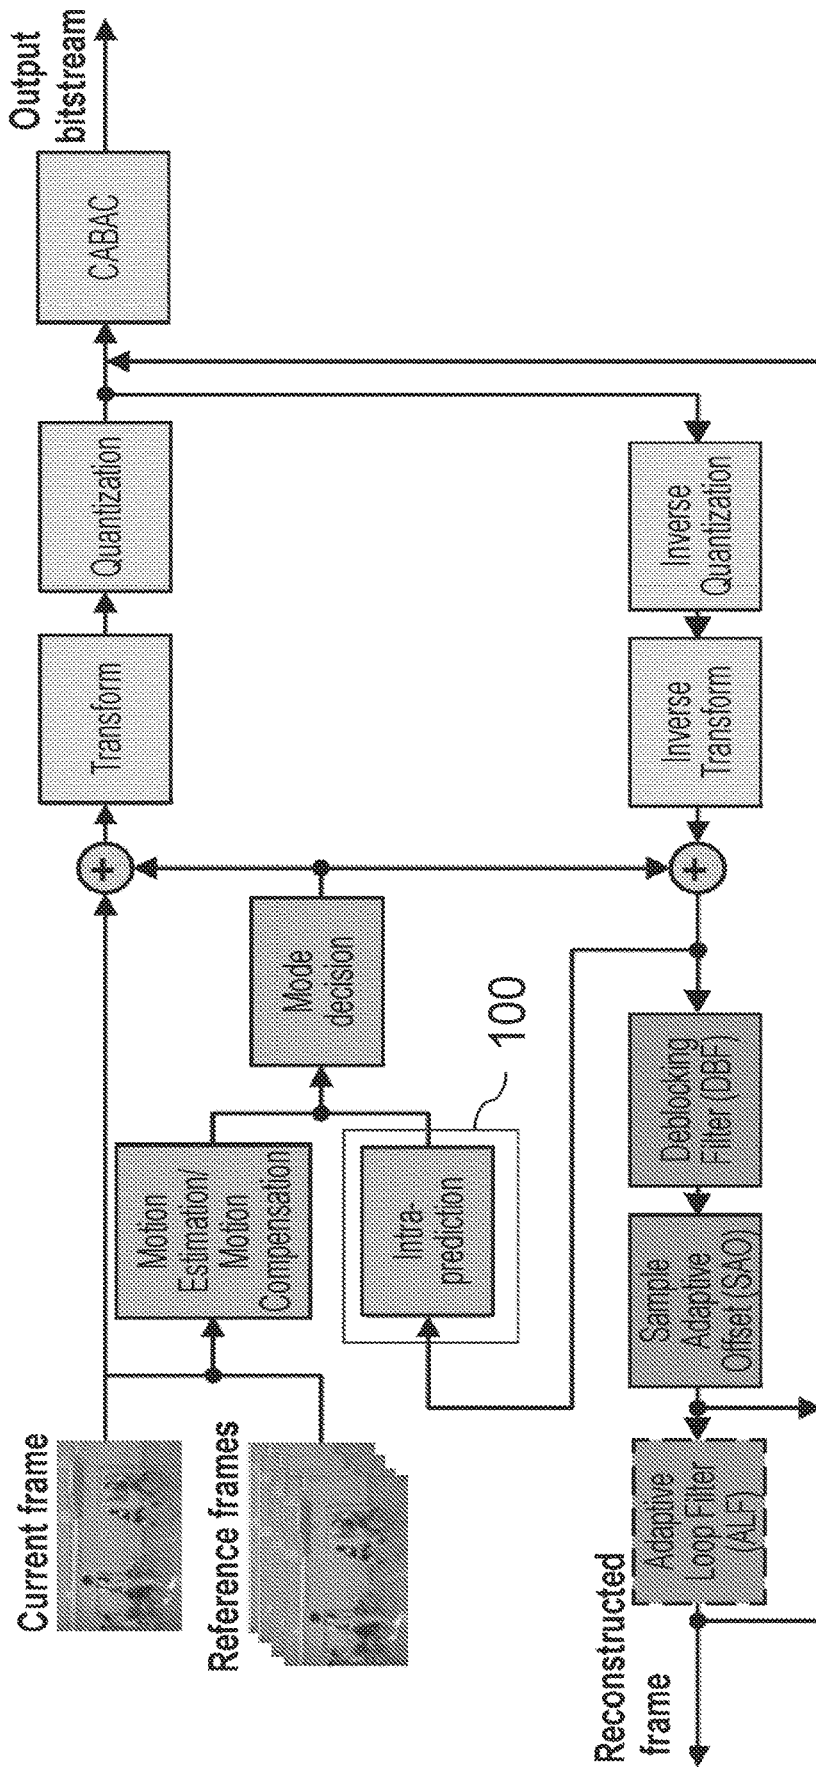 Current frame
Reference frames
Motion
Estimation/
Motion
Compensation
Intra-
prediction
100
Mode
decision
+
Transform
Quantization
CABAC
Output
bitstream
Inverse
Quantization
Inverse
Transform
+
Deblocking
Filter (DBF)
Sample
Adaptive
Offset (SAO)
Adaptive
Loop Filter
(ALF)
Reconstructed
frame